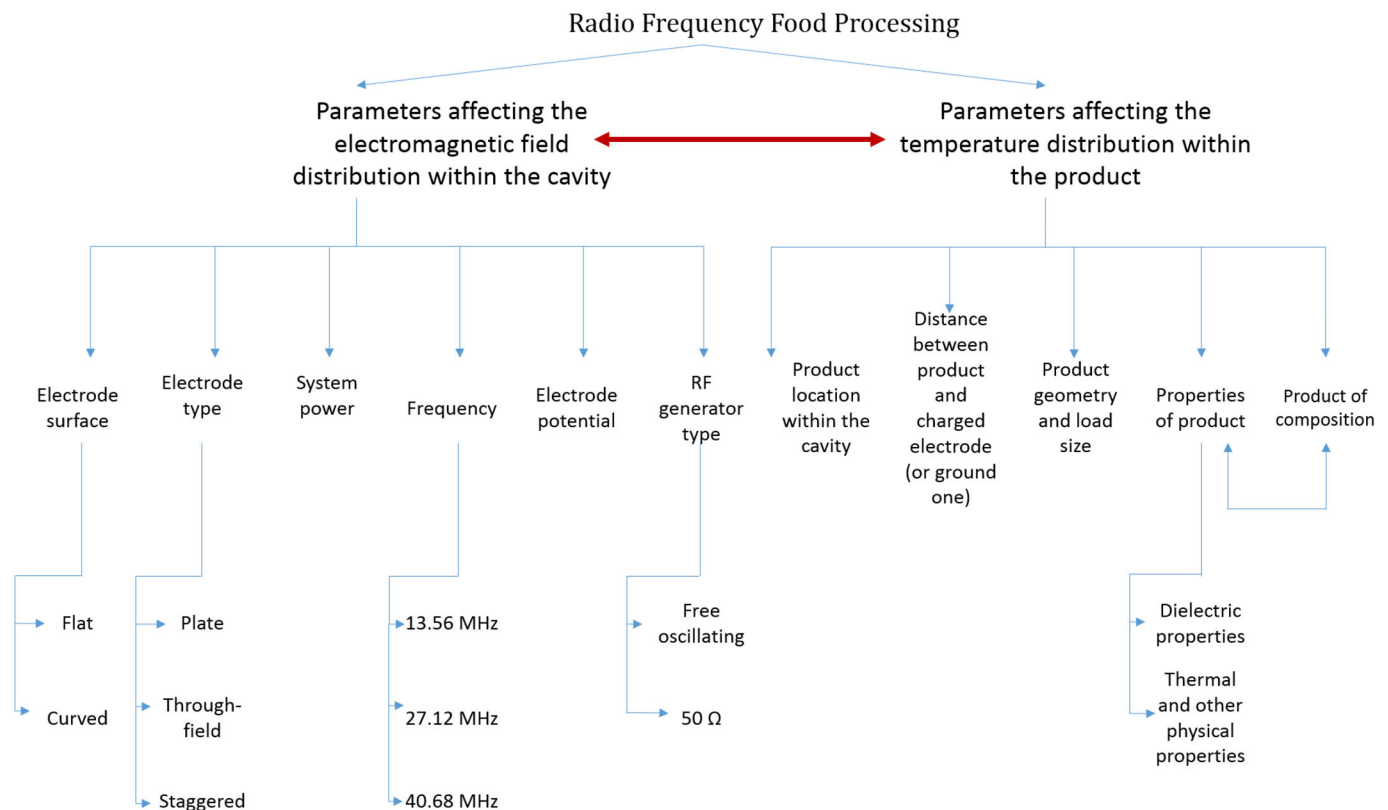 Radio Frequency Food Processing
Parameters affecting the
electromagnetic field
distribution within the cavity
Parameters affecting the
temperature distribution within
the product
Electrode
surface
Electrode
type
System
power
Frequency
Electrode
potential
RF
generator
type
Product
location
within the
cavity
Distance
between
product
and
charged
electrode
(or ground
one)
Product
geometry
and load
size
Properties
of product
Product of
composition
Flat
Curved
Plate
Through-
field
Staggered
13.56 MHz
27.12 MHz
40.68 MHz
Free
oscillating
50 Ω
Dielectric
properties
Thermal
and other
physical
properties